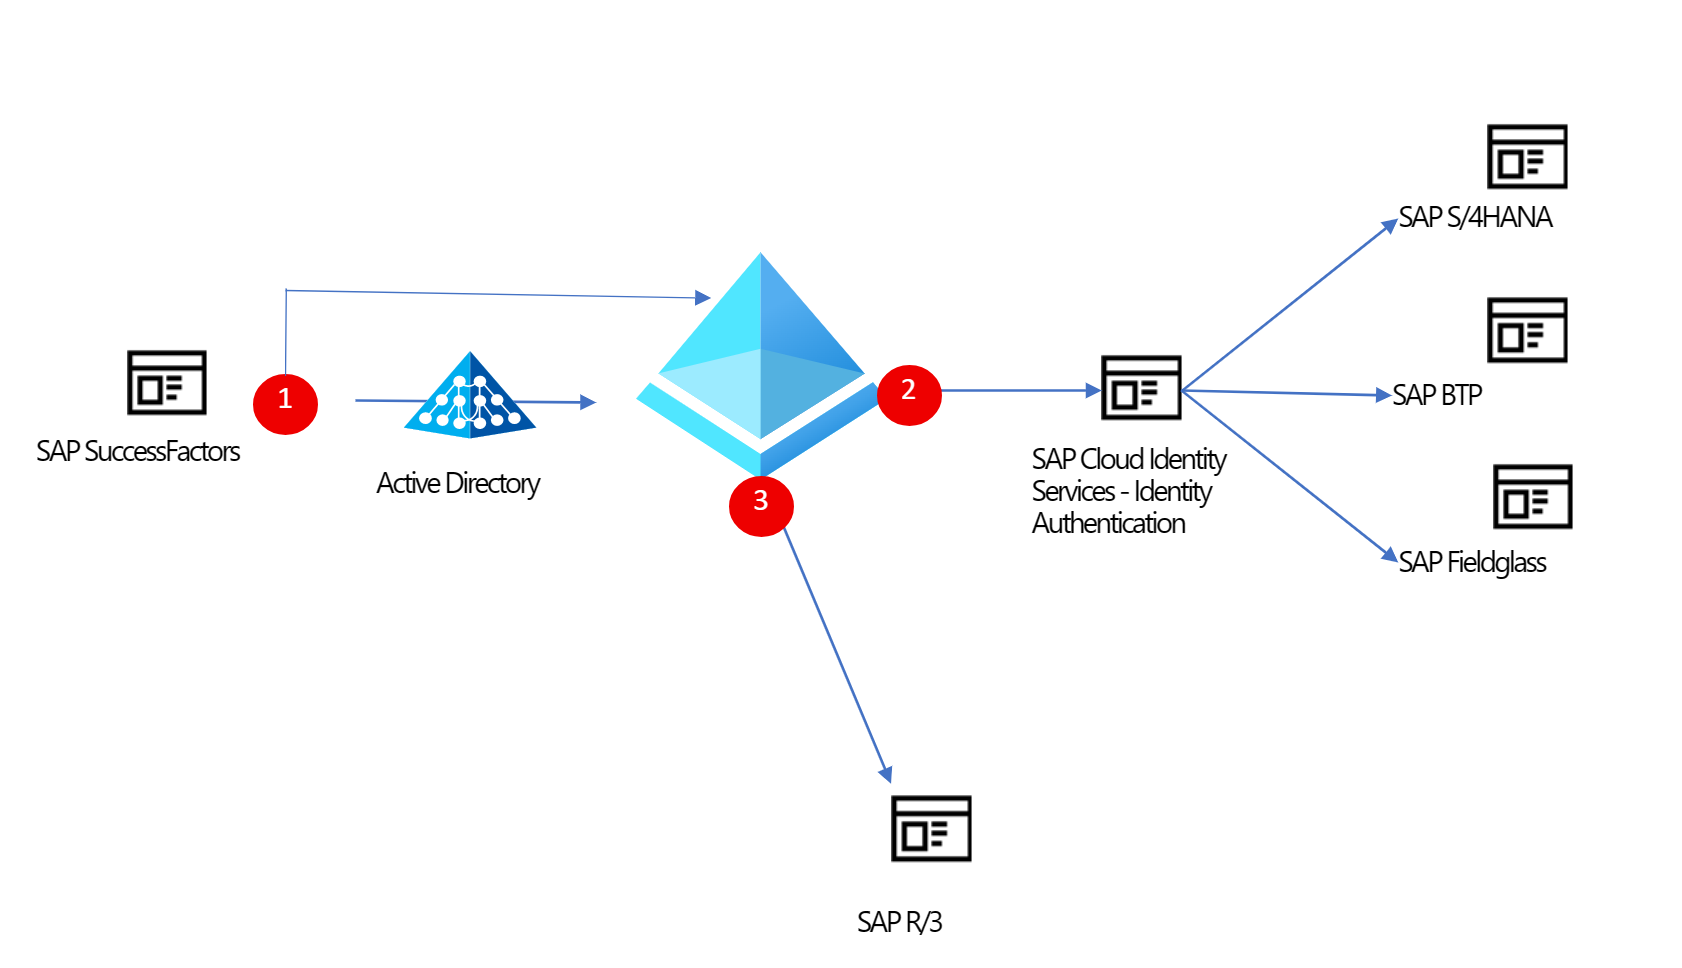 SAP S/4HANA
SAP BTP
1
2
SAP SuccessFactors
Active Directory
SAP Cloud Identity
Services - Identity
Authentication
3
SAP Fieldglass
SAP R/3